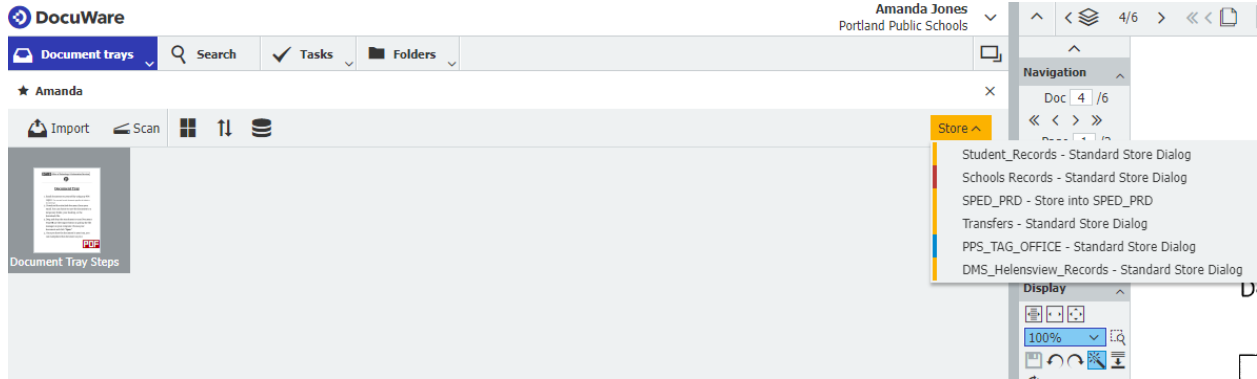 DocuWare
Amanda Jones
Portland Public Schools
4/6
Document trays
Search
Tasks
Folders
Navigation
Amanda
Doc 4 /6
Import
Scan
Store
Student_Records - Standard Store Dialog
Schools Records - Standard Store Dialog
SPED_PRD - Store into SPED_PRD
Transfers - Standard Store Dialog
PPS_TAG_OFFICE - Standard Store Dialog
DMS_Helensview_Records - Standard Store Dialog
PDF
Document Tray Steps
Display
100%